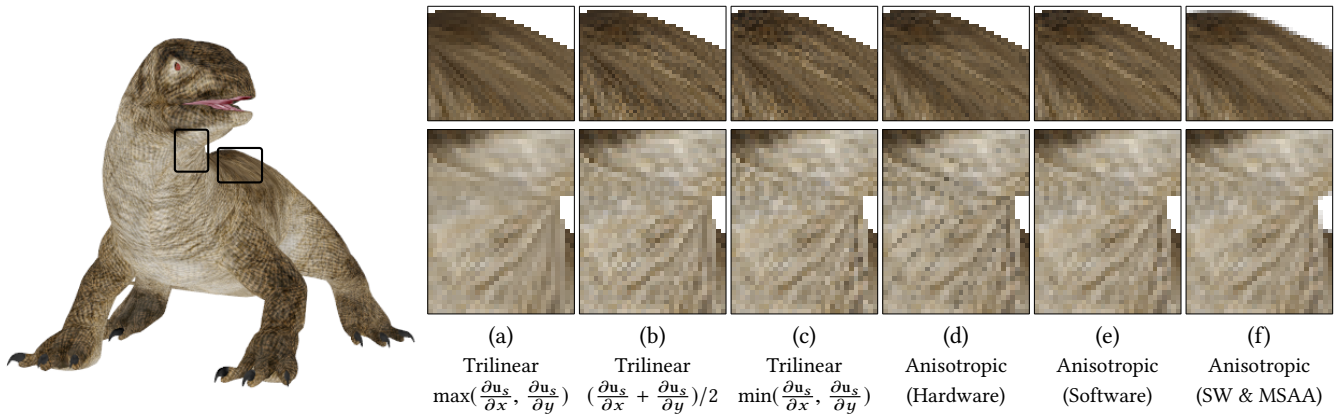 (a) (b) (c) (d) (e) (f)
Trilinear Trilinear Trilinear Anisotropic Anisotropic Anisotropic
max(∂u_s/∂x, ∂u_s/∂y) (∂u_s/∂x + ∂u_s/∂y)/2 min(∂u_s/∂x, ∂u_s/∂y) (Hardware) (Software) (SW & MSAA)